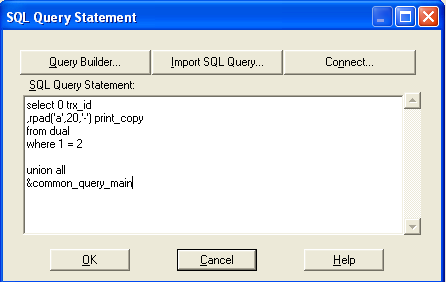 SQL Query Statement
Query Builder... Import SQL Query... Connect...
SQL Query Statement:
select 0 trx_id
,rpad('a',20,'-') print_copy
from dual
where 1 = 2
union all
&common_query_main
OK Cancel Help